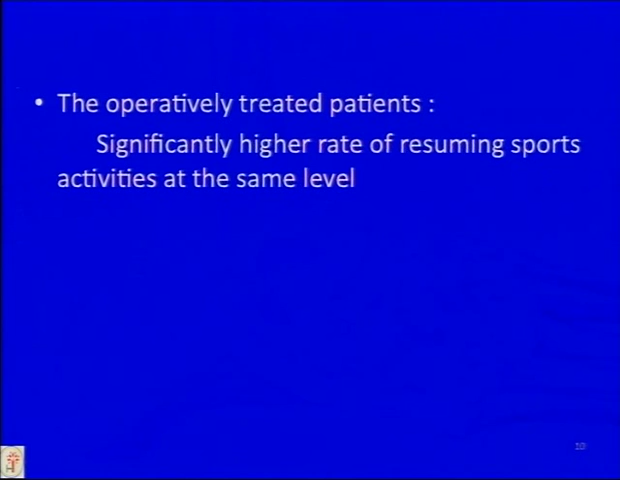 • The operatively treated patients :
Significantly higher rate of resuming sports
activities at the same level